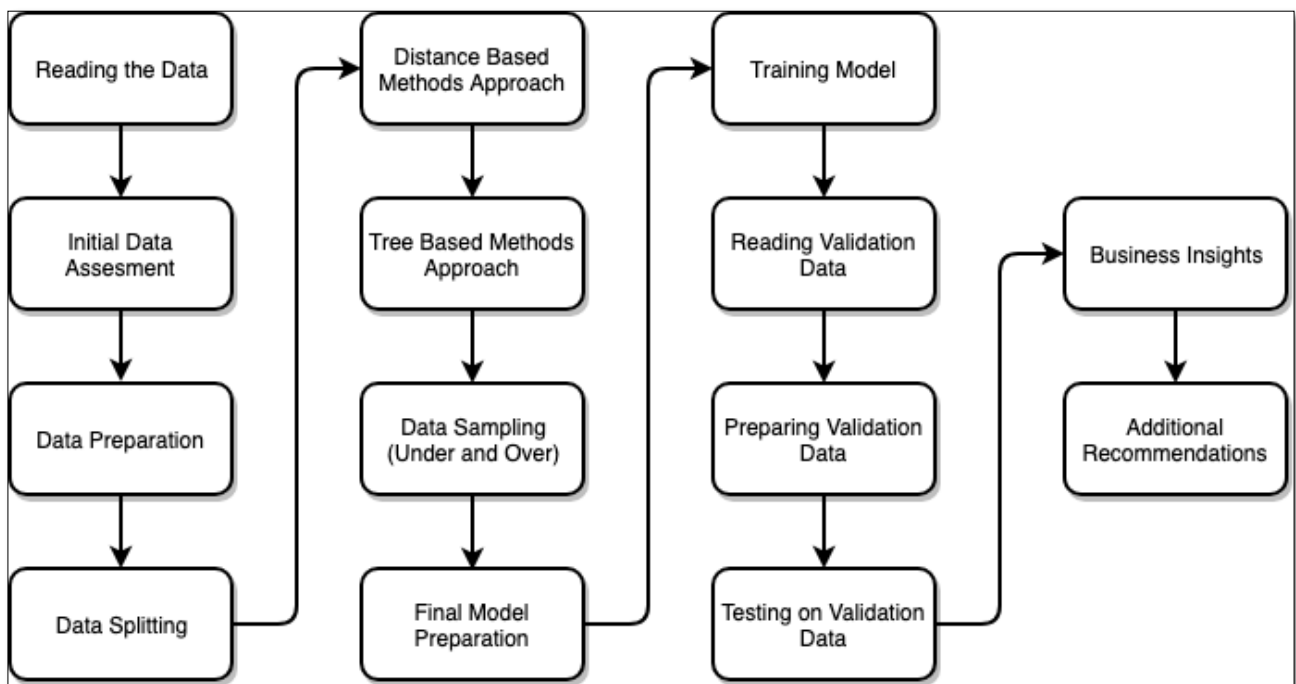 Reading the Data
Initial Data
Assesment
Data Preparation
Data Splitting
Distance Based
Methods Approach
Tree Based Methods
Approach
Data Sampling
(Under and Over)
Final Model
Preparation
Training Model
Reading Validation
Data
Preparing Validation
Data
Testing on Validation
Data
Business Insights
Additional
Recommendations